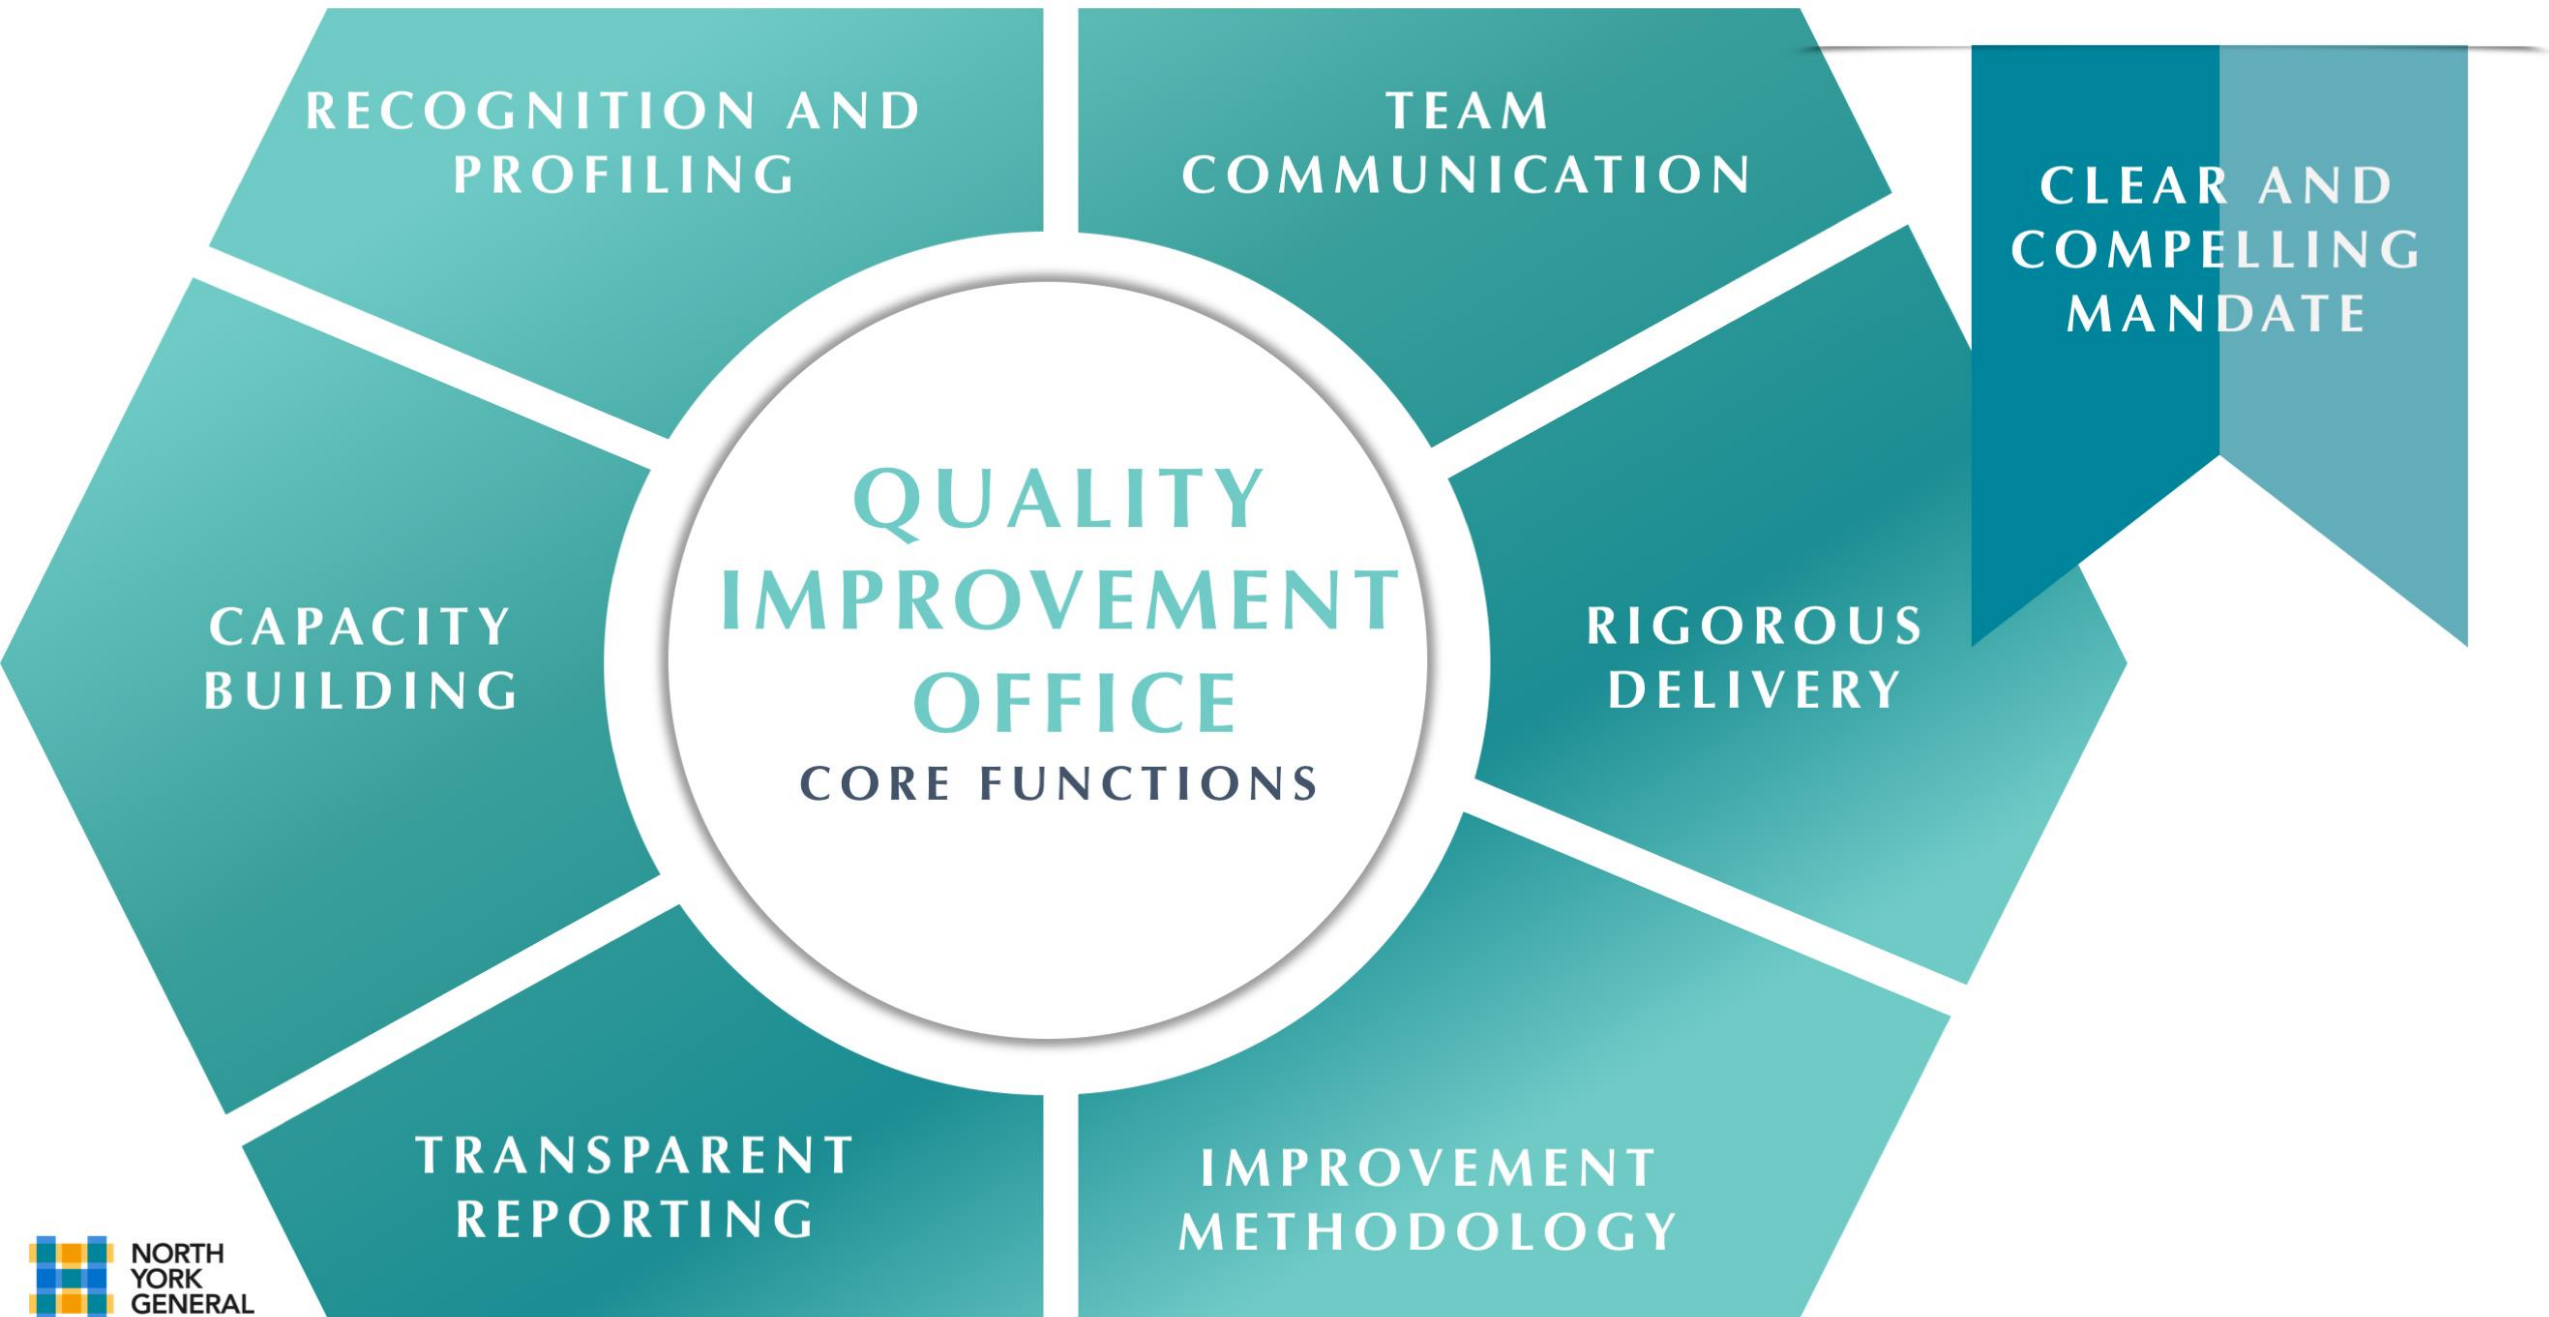 RECOGNITION AND
PROFILING
TEAM
COMMUNICATION
CLEAR AND
COMPELLING
MANDATE
QUALITY
IMPROVEMENT
OFFICE
CORE FUNCTIONS
CAPACITY
BUILDING
RIGOROUS
DELIVERY
TRANSPARENT
REPORTING
IMPROVEMENT
METHODOLOGY
NORTH
YORK
GENERAL